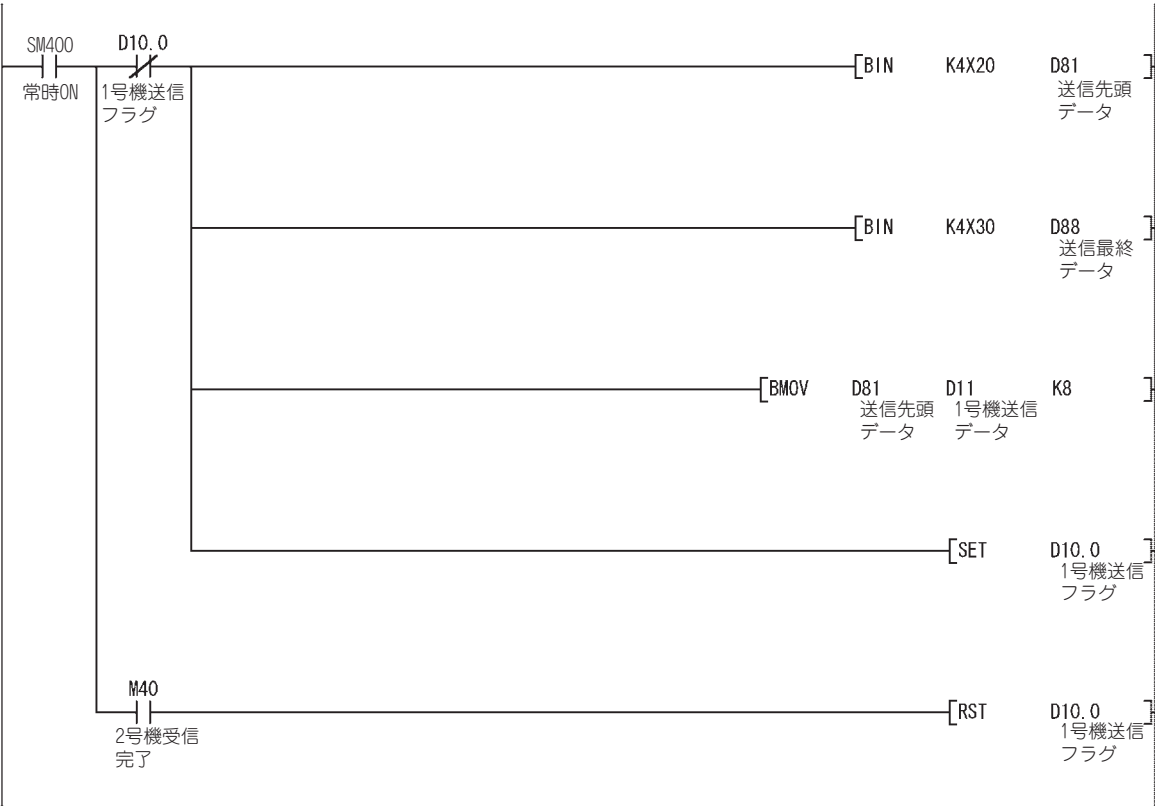 SM400 D10.0
[BIN K4X20 D81 ]
常時ON 1号機送信
フラグ
送信先頭
データ
[BIN K4X30 D88 ]
送信最終
データ
[BMOV D81 D11 K8 ]
送信先頭 1号機送信
データ データ
[SET D10.0 ]
1号機送信
フラグ
M40
[RST D10.0 ]
2号機受信
完了
1号機送信
フラグ